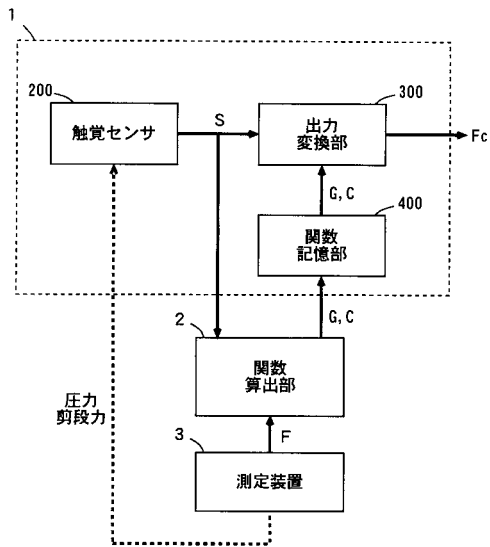 1
200
触覚センサ
S
300
出力
変換部
Fc
G, C
400
関数
記憶部
G, C
2
関数
算出部
圧力
剪段力
F
3
測定装置